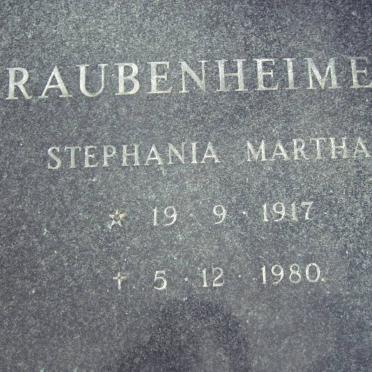 RAUBENHEIME
STEPHANIA MARTHA
☆ 19 · 9 · 1917
† 5 · 12 · 1980.